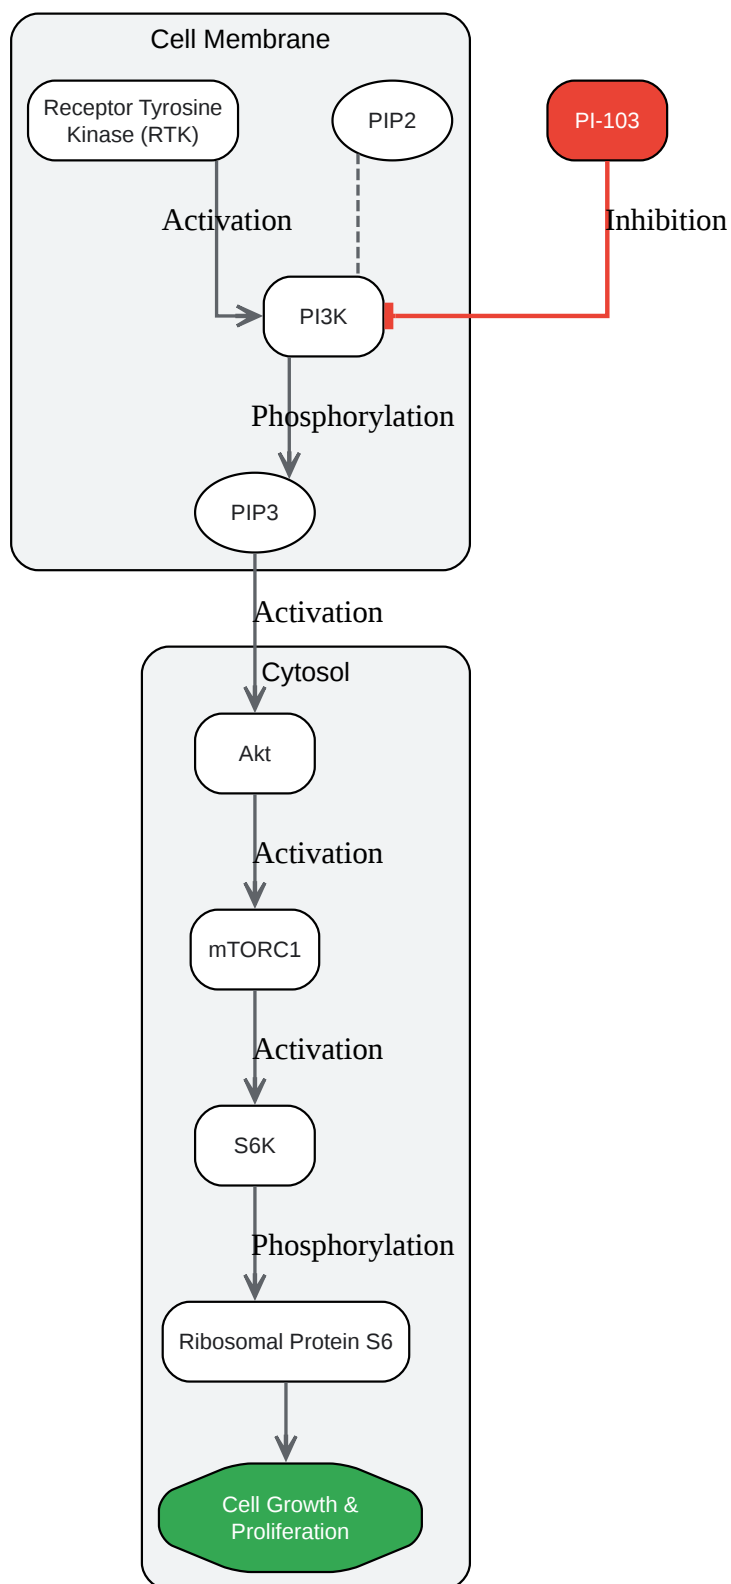 Cell Membrane
Receptor Tyrosine
Kinase (RTK)
PIP2
PI-103
Activation
Inhibition
PI3K
Phosphorylation
PIP3
Activation
Cytosol
Akt
Activation
mTORC1
Activation
S6K
Phosphorylation
Ribosomal Protein S6
Cell Growth &
Proliferation